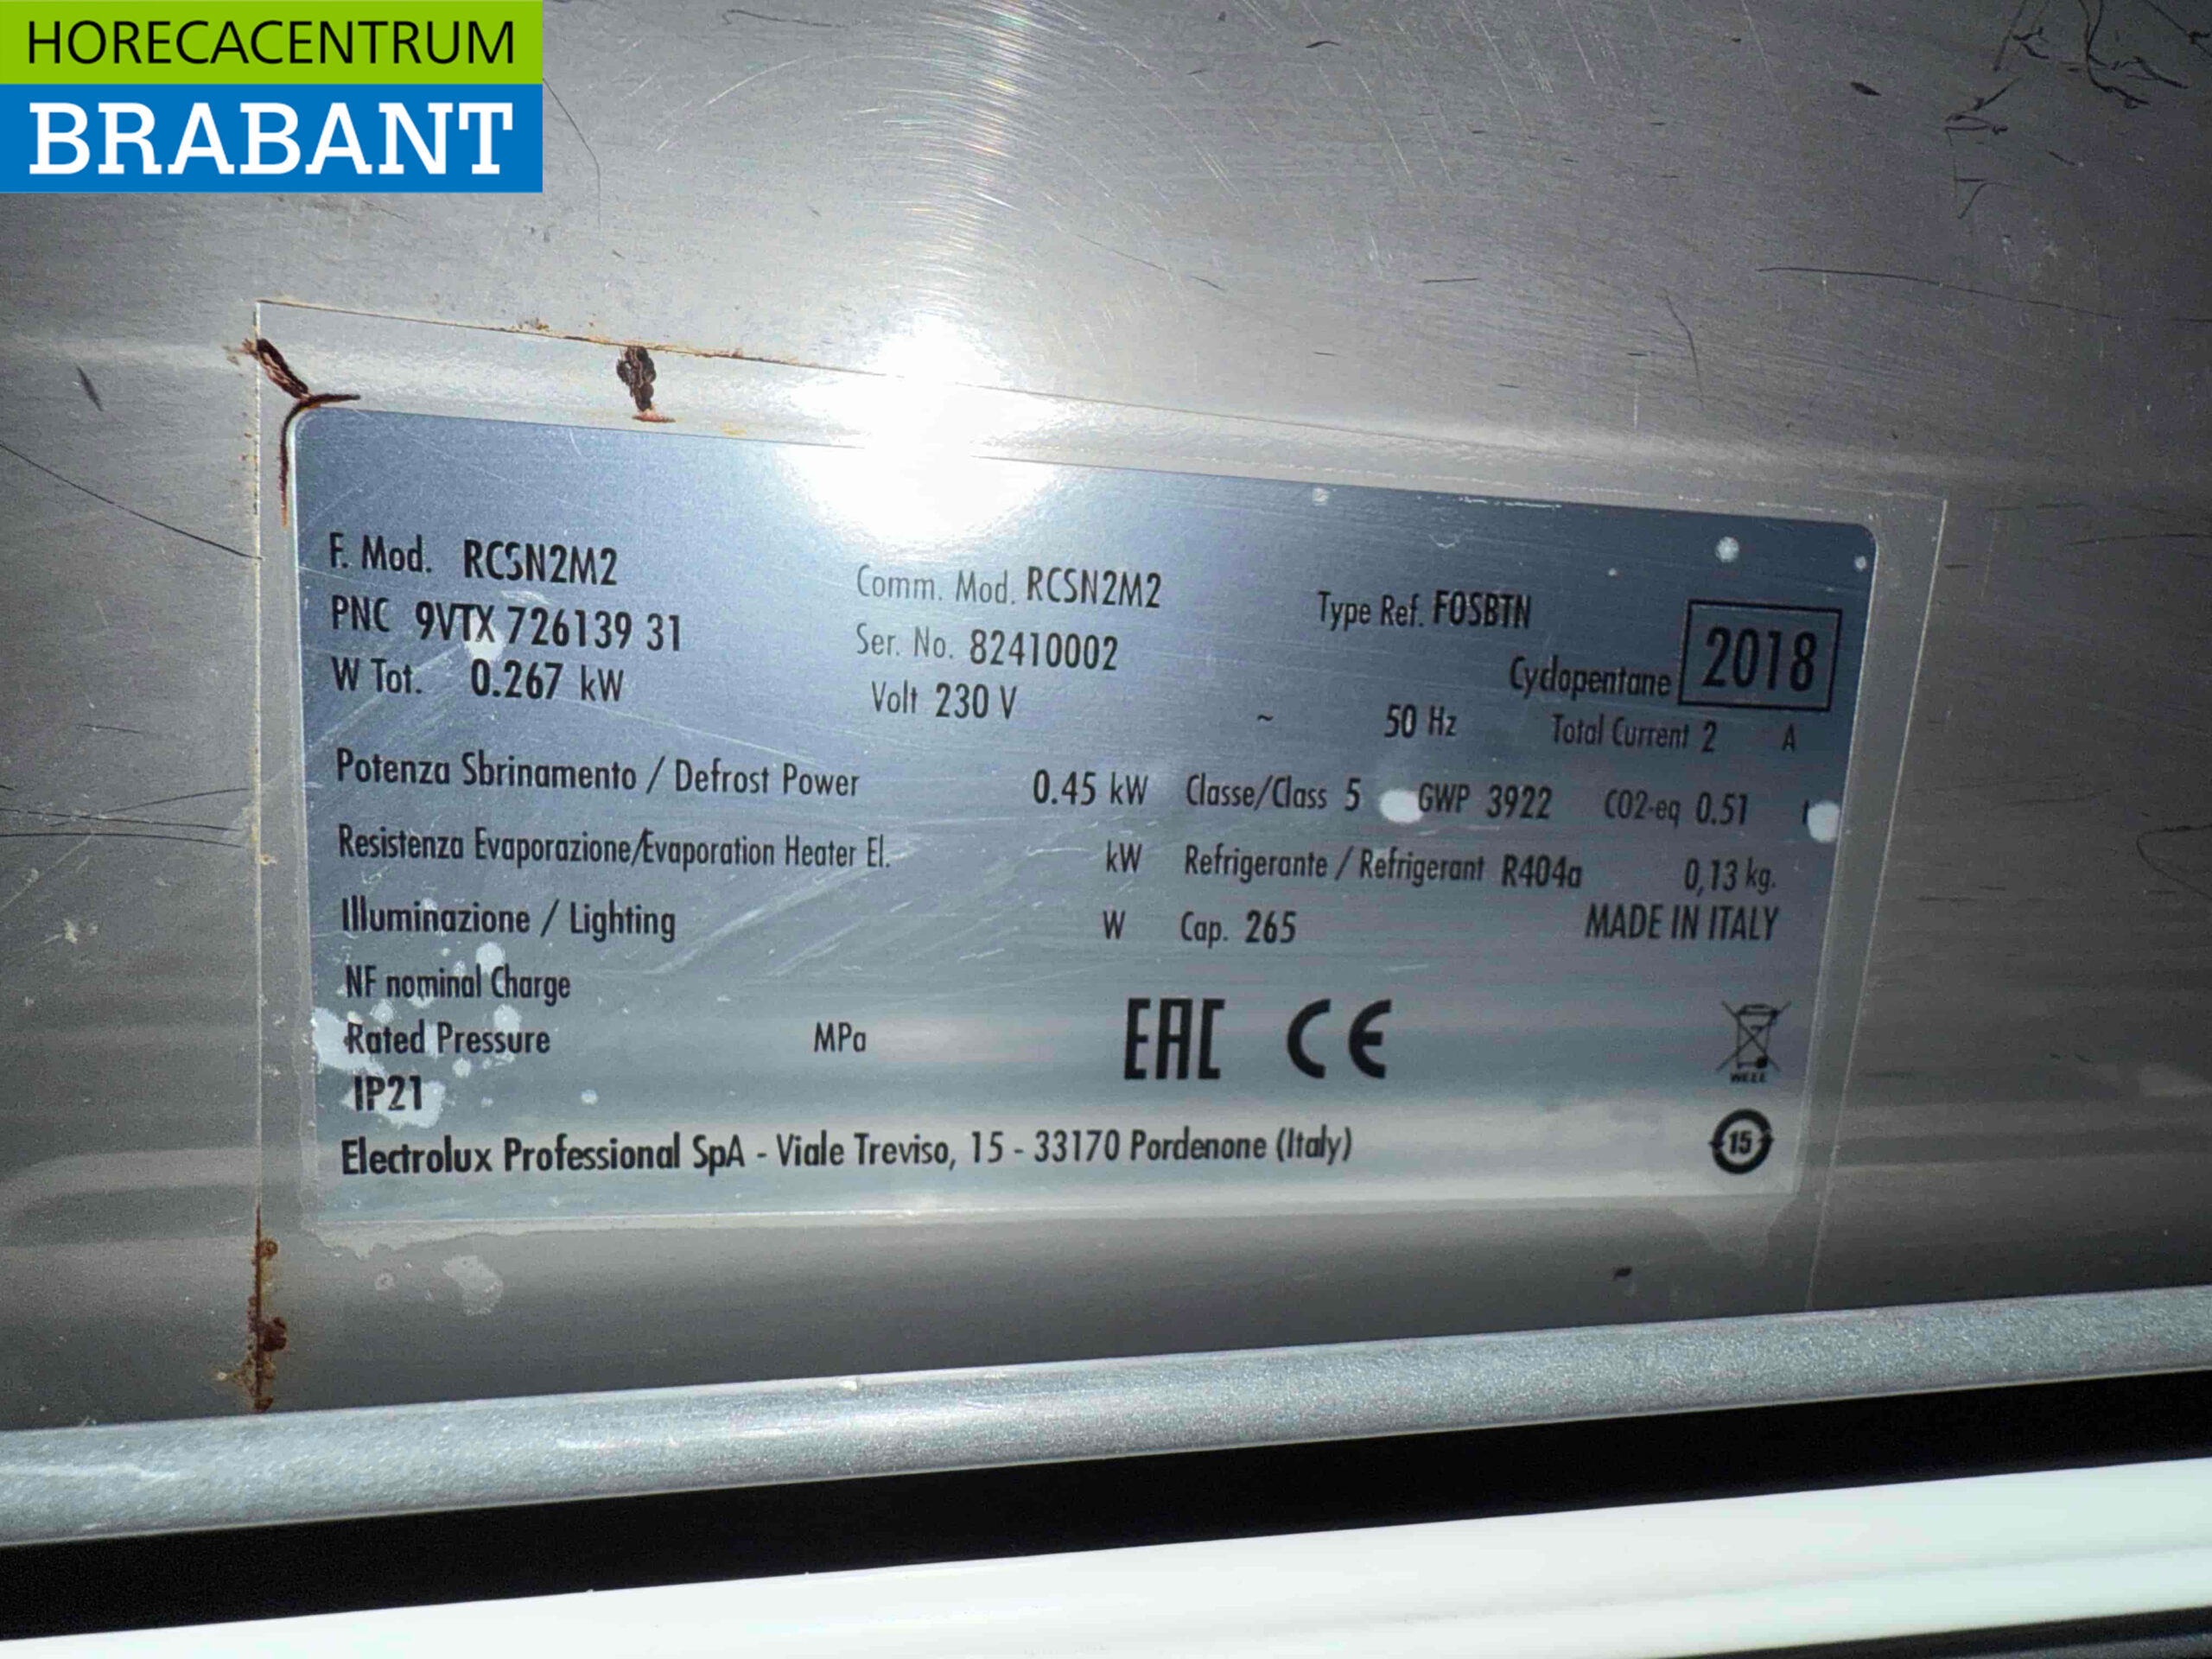 HORECACENTRUM
BRABANT
F. Mod. RCSN2M2 Comm. Mod. RCSN2M2 Type Ref. FOSBTN
PNC 9VTX 726139 31 Ser. No. 82410002 Cyclopentane 2018
W Tot. 0.267 kW Volt 230 V ~ 50 Hz Total Current 2 A
Potenza Sbrinamento / Defrost Power 0.45 kW Classe/Class 5 GWP 3922 CO2-eq 0.51 t
Resistenza Evaporazione/Evaporation Heater El. kW Refrigerante / Refrigerant R404a 0,13 kg.
Illuminazione / Lighting W Cap. 265 MADE IN ITALY
NF nominal Charge
Rated Pressure MPa EAC CE
WEEE
IP21
Electrolux Professional SpA - Viale Treviso, 15 - 33170 Pordenone (Italy) 15